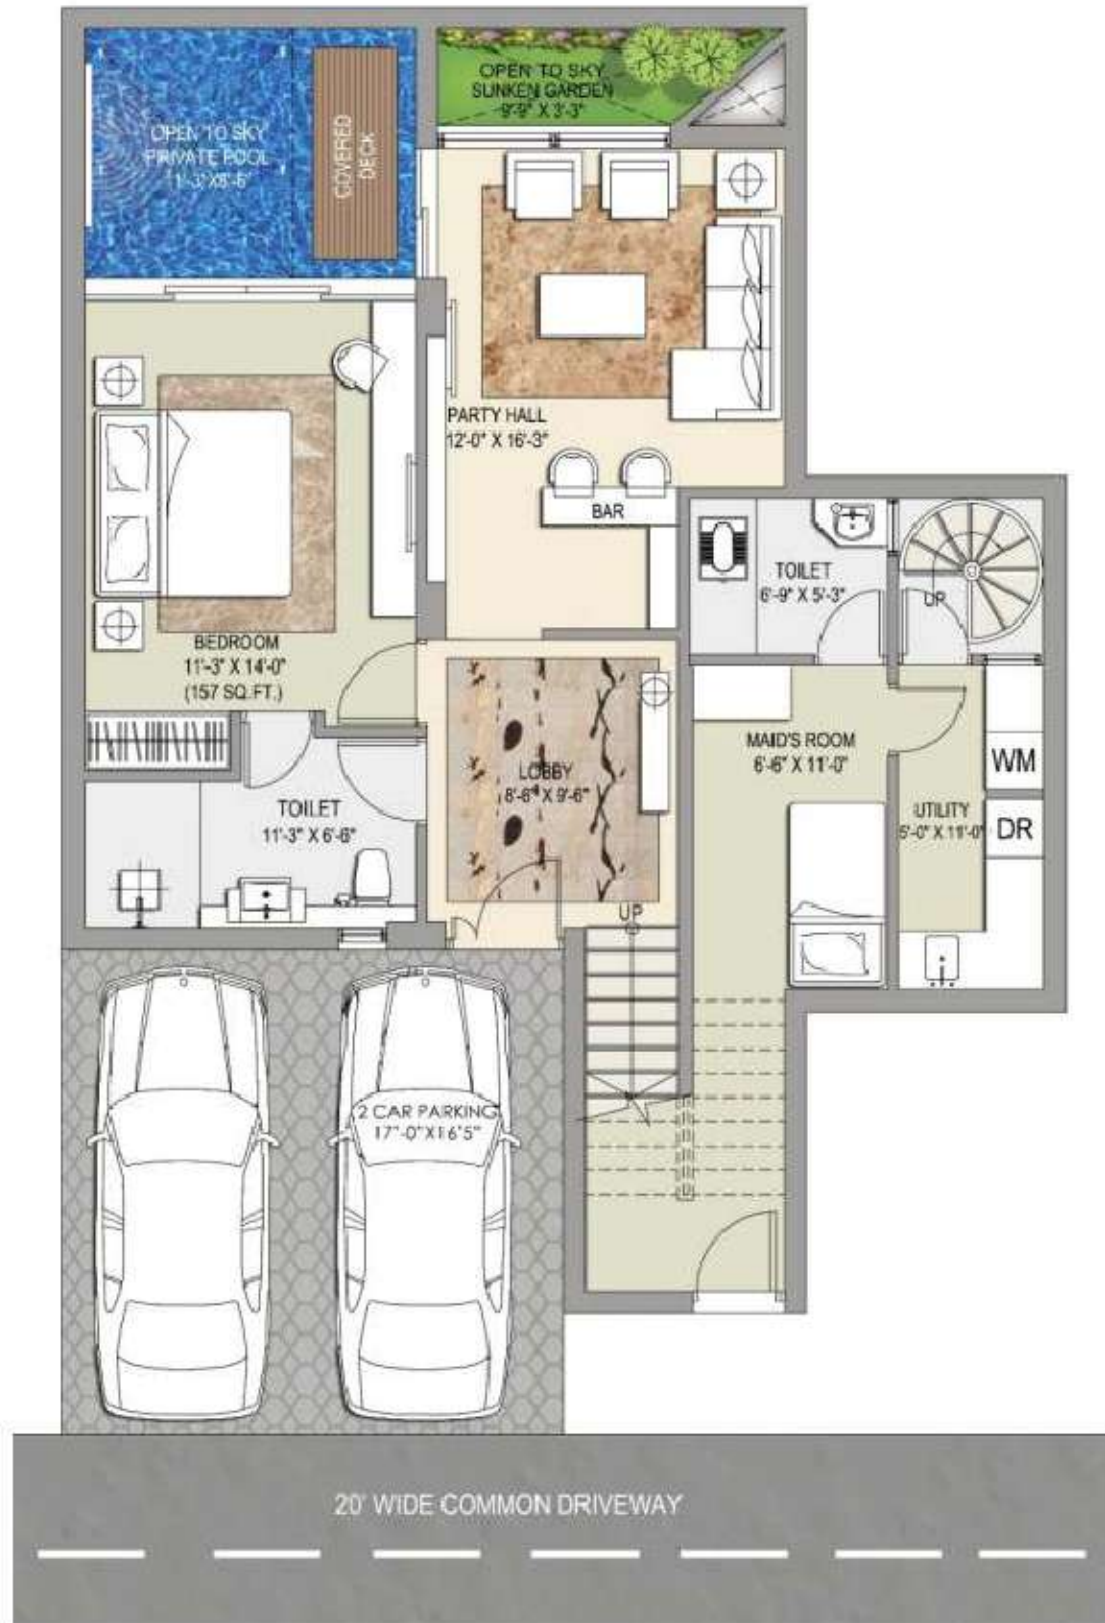 OPEN TO SKY
PRIVATE POOL
COVERED
DECK
OPEN TO SKY
SUNKEN GARDEN
9'-9" X 3'-3"
PARTY HALL
12'-0" X 16'-3"
BAR
TOILET
6'-9" X 5'-3"
UP
BEDROOM
11'-3" X 14'-0"
(157 SQ.FT.)
LOBBY
8'-6" X 9'-6"
MAID'S ROOM
6'-6" X 11'-0"
WM
TOILET
11'-3" X 6'-6"
UTILITY
5'-0" X 11'-0"
DR
UP
2 CAR PARKING
17"-0"X16'5"
20' WIDE COMMON DRIVEWAY